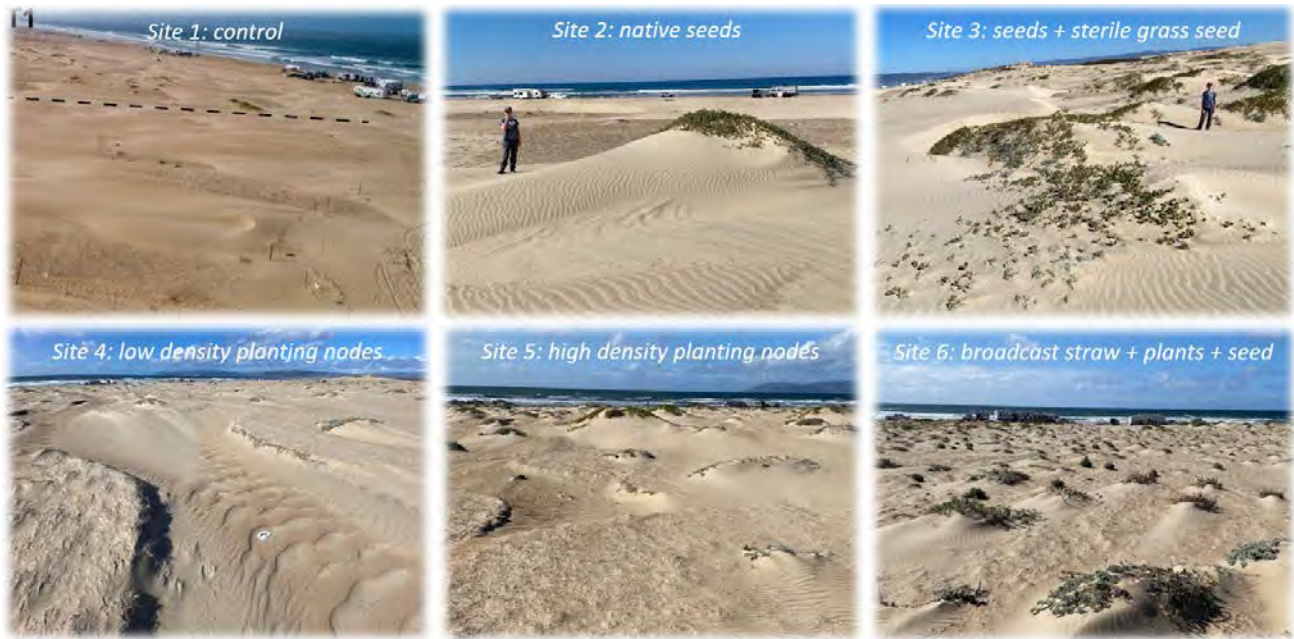 Site 1: control
Site 2: native seeds
Site 3: seeds + sterile grass seed
Site 4: low density planting nodes
Site 5: high density planting nodes
Site 6: broadcast straw + plants + seed